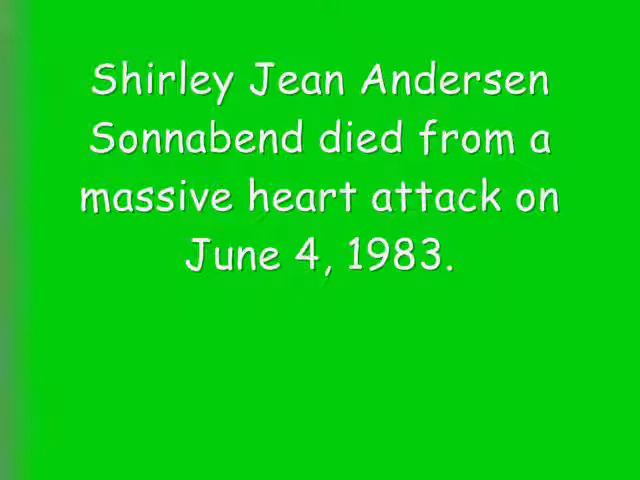 Shirley Jean Andersen
Sonnabend died from a
massive heart attack on
June 4, 1983.